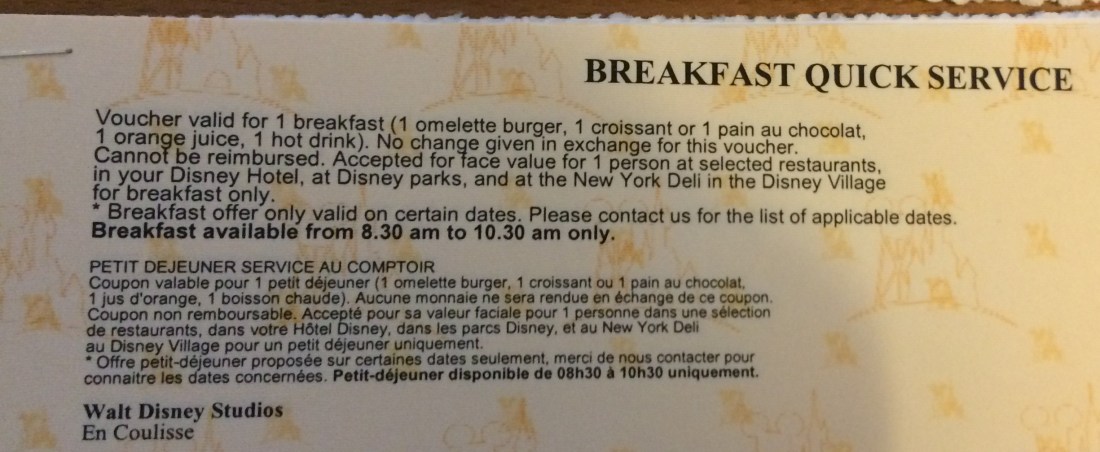 BREAKFAST QUICK SERVICE
Voucher valid for 1 breakfast (1 omelette burger, 1 croissant or 1 pain au chocolat,
1 orange juice, 1 hot drink). No change given in exchange for this voucher.
Cannot be reimbursed. Accepted for face value for 1 person at selected restaurants,
in your Disney Hotel, at Disney parks, and at the New York Deli in the Disney Village
for breakfast only.
* Breakfast offer only valid on certain dates. Please contact us for the list of applicable dates.
Breakfast available from 8.30 am to 10.30 am only.
PETIT DEJEUNER SERVICE AU COMPTOIR
Coupon valable pour 1 petit déjeuner (1 omelette burger, 1 croissant ou 1 pain au chocolat,
1 jus d'orange, 1 boisson chaude). Aucune monnaie ne sera rendue en échange de ce coupon.
Coupon non remboursable. Accepté pour sa valeur faciale pour 1 personne dans une sélection
de restaurants, dans votre Hôtel Disney, dans les parcs Disney, et au New York Deli
au Disney Village pour un petit déjeuner uniquement.
* Offre petit-déjeuner proposée sur certaines dates seulement, merci de nous contacter pour
connaitre les dates concernées. Petit-déjeuner disponible de 08h30 à 10h30 uniquement.
Walt Disney Studios
En Coulisse